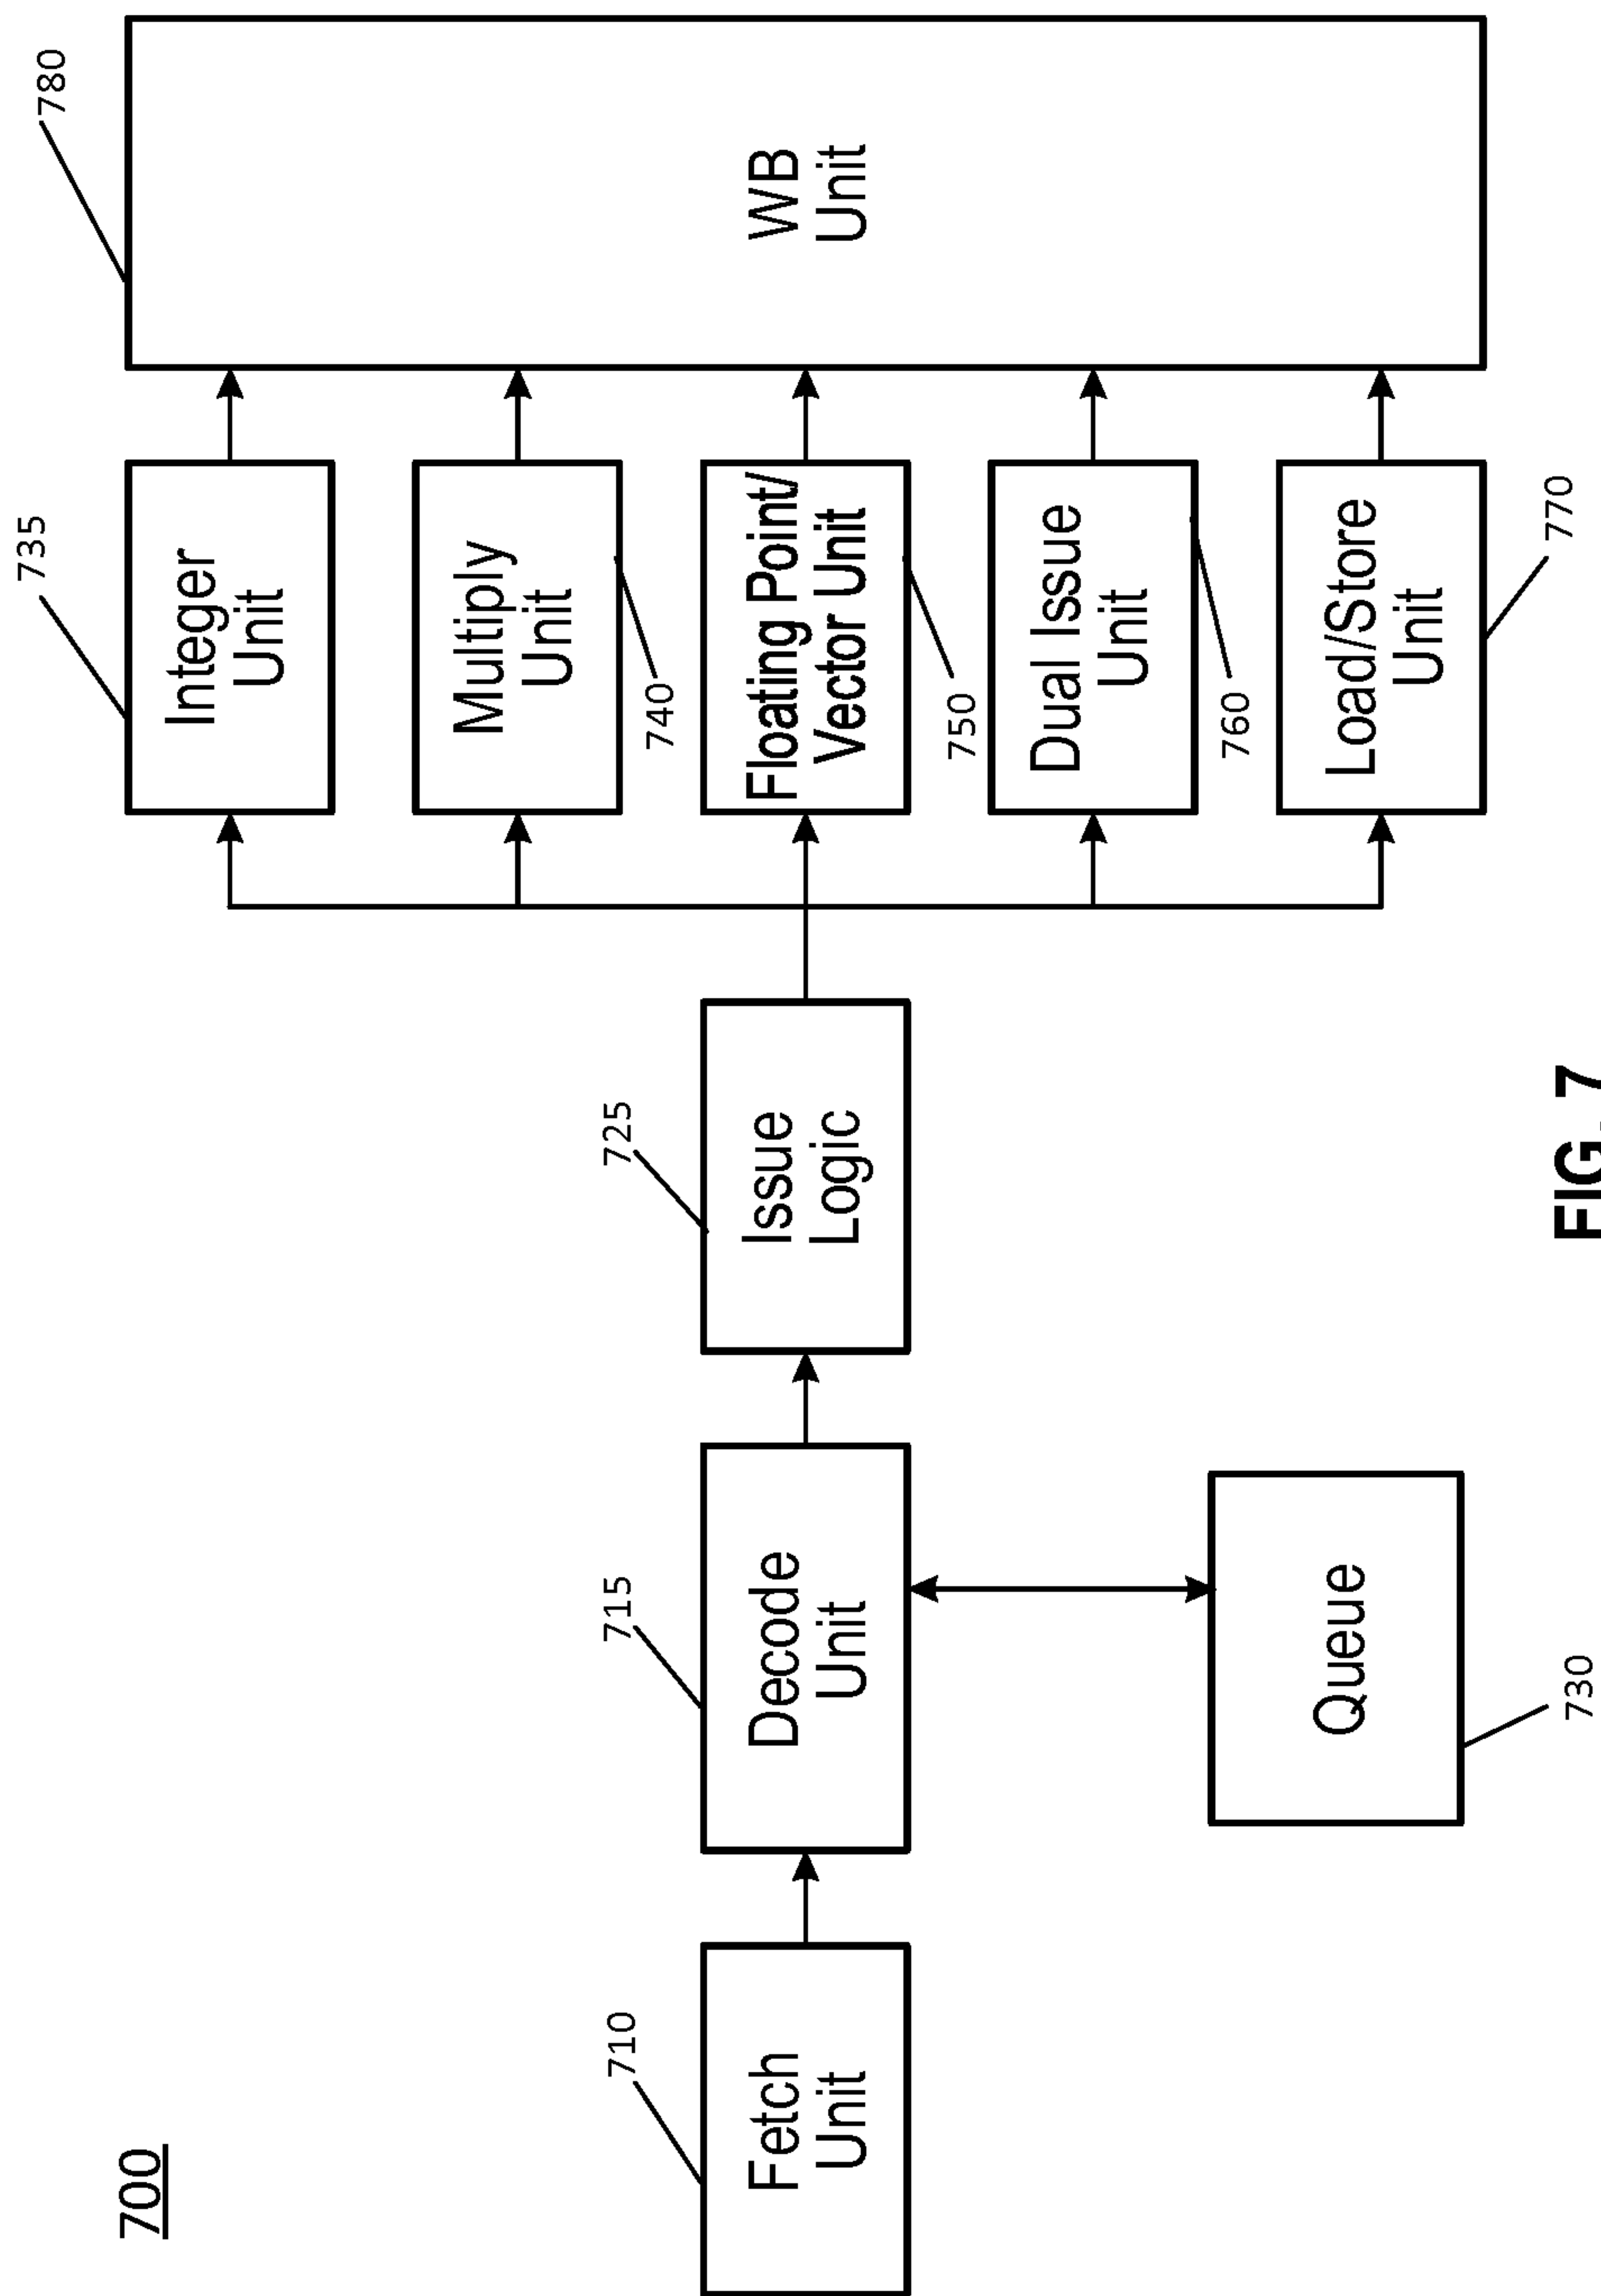 700
710
Fetch
Unit
715
Decode
Unit
730
Queue
725
Issue
Logic
735
Integer
Unit
740
Multiply
Unit
750
Floating Point/
Vector Unit
760
Dual Issue
Unit
770
Load/Store
Unit
780
WB
Unit
FIG. 7